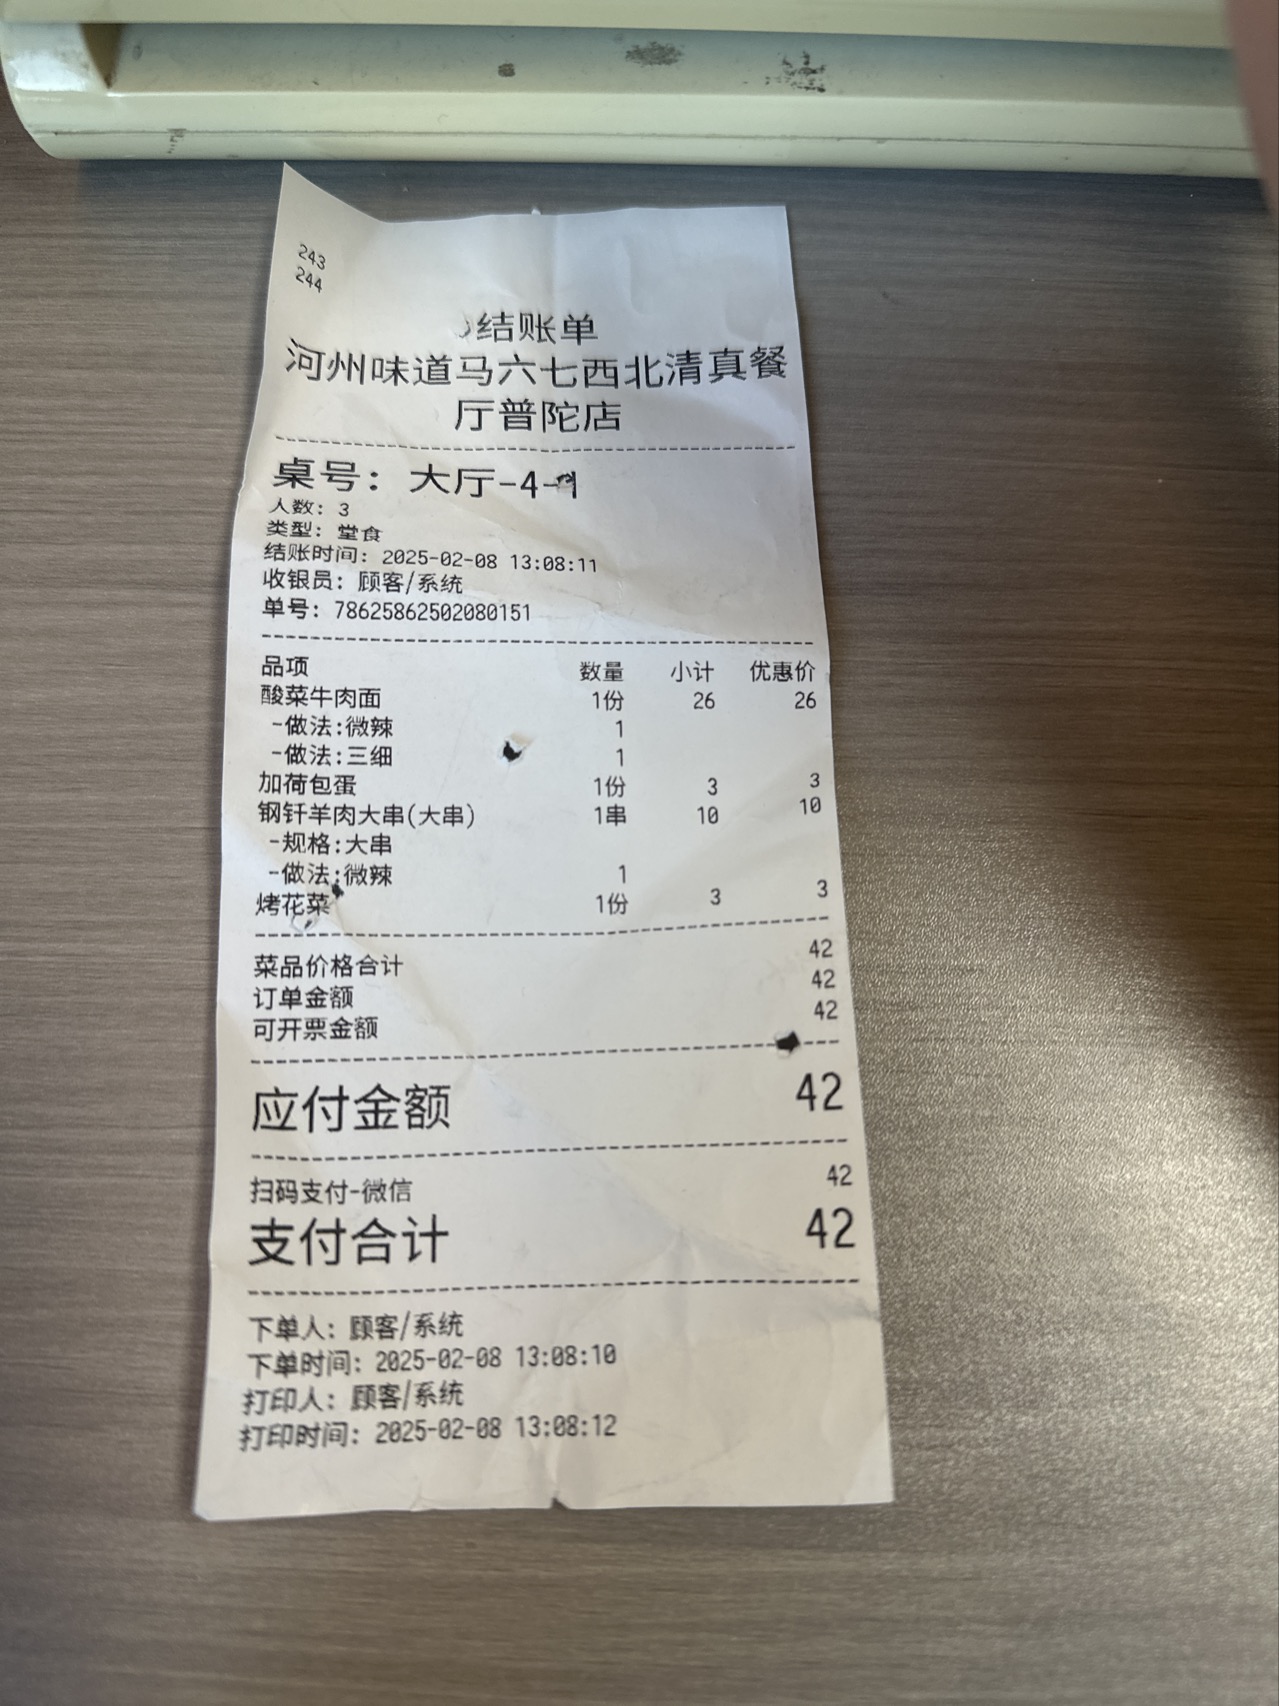 243
244
结账单
河州味道马六七西北清真餐
厅普陀店
桌号: 大厅-4-
人数: 3
类型: 堂食
结账时间: 2025-02-08 13:08:11
收银员: 顾客/系统
单号: 78625862502080151
品项 数量 小计 优惠价
酸菜牛肉面 1份 26 26
-做法:微辣 1
-做法:三细 1
加荷包蛋 1份 3 3
钢钎羊肉大串(大串) 1串 10 10
-规格:大串
-做法:微辣 1
烤花菜 1份 3 3
菜品价格合计 42
订单金额 42
可开票金额 42
应付金额 42
扫码支付-微信 42
支付合计 42
下单人: 顾客/系统
下单时间: 2025-02-08 13:08:10
打印人: 顾客/系统
打印时间: 2025-02-08 13:08:12